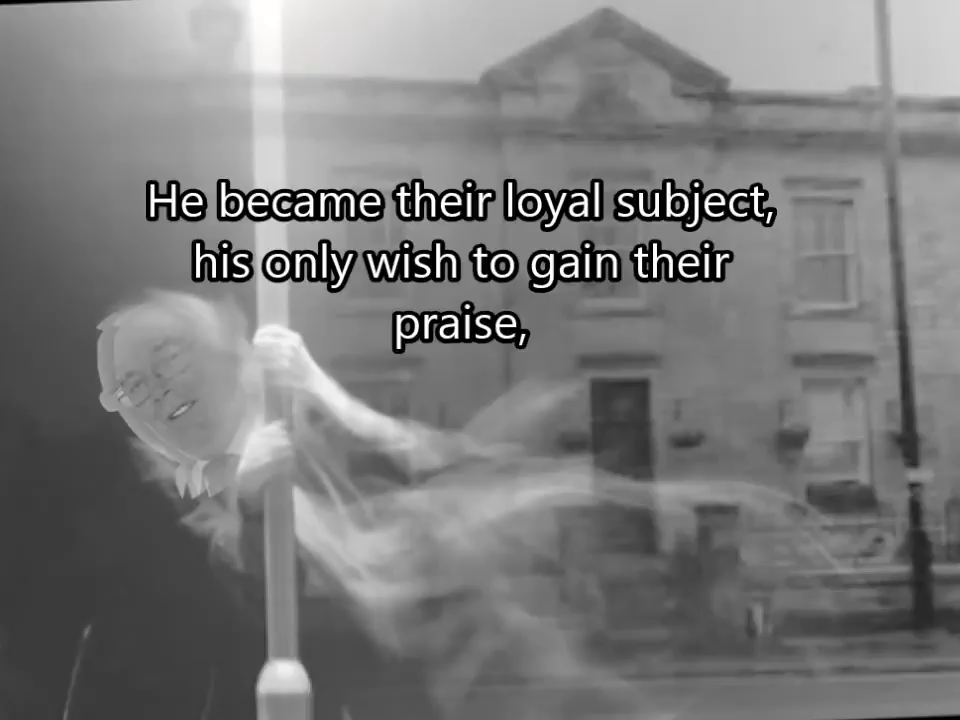 He became their loyal subject,
his only wish to gain their
praise,